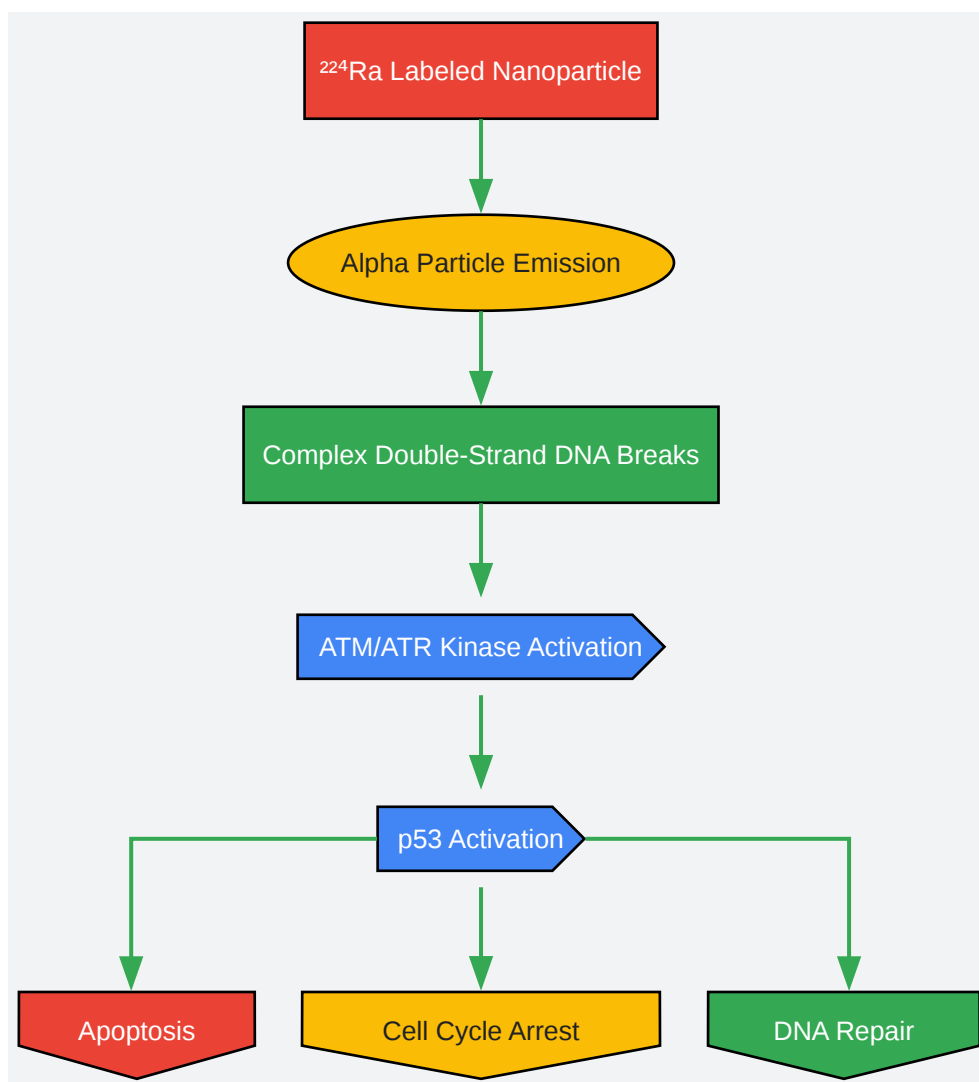 ²²⁴Ra Labeled Nanoparticle
Alpha Particle Emission
Complex Double-Strand DNA Breaks
ATM/ATR Kinase Activation
p53 Activation
Apoptosis
Cell Cycle Arrest
DNA Repair